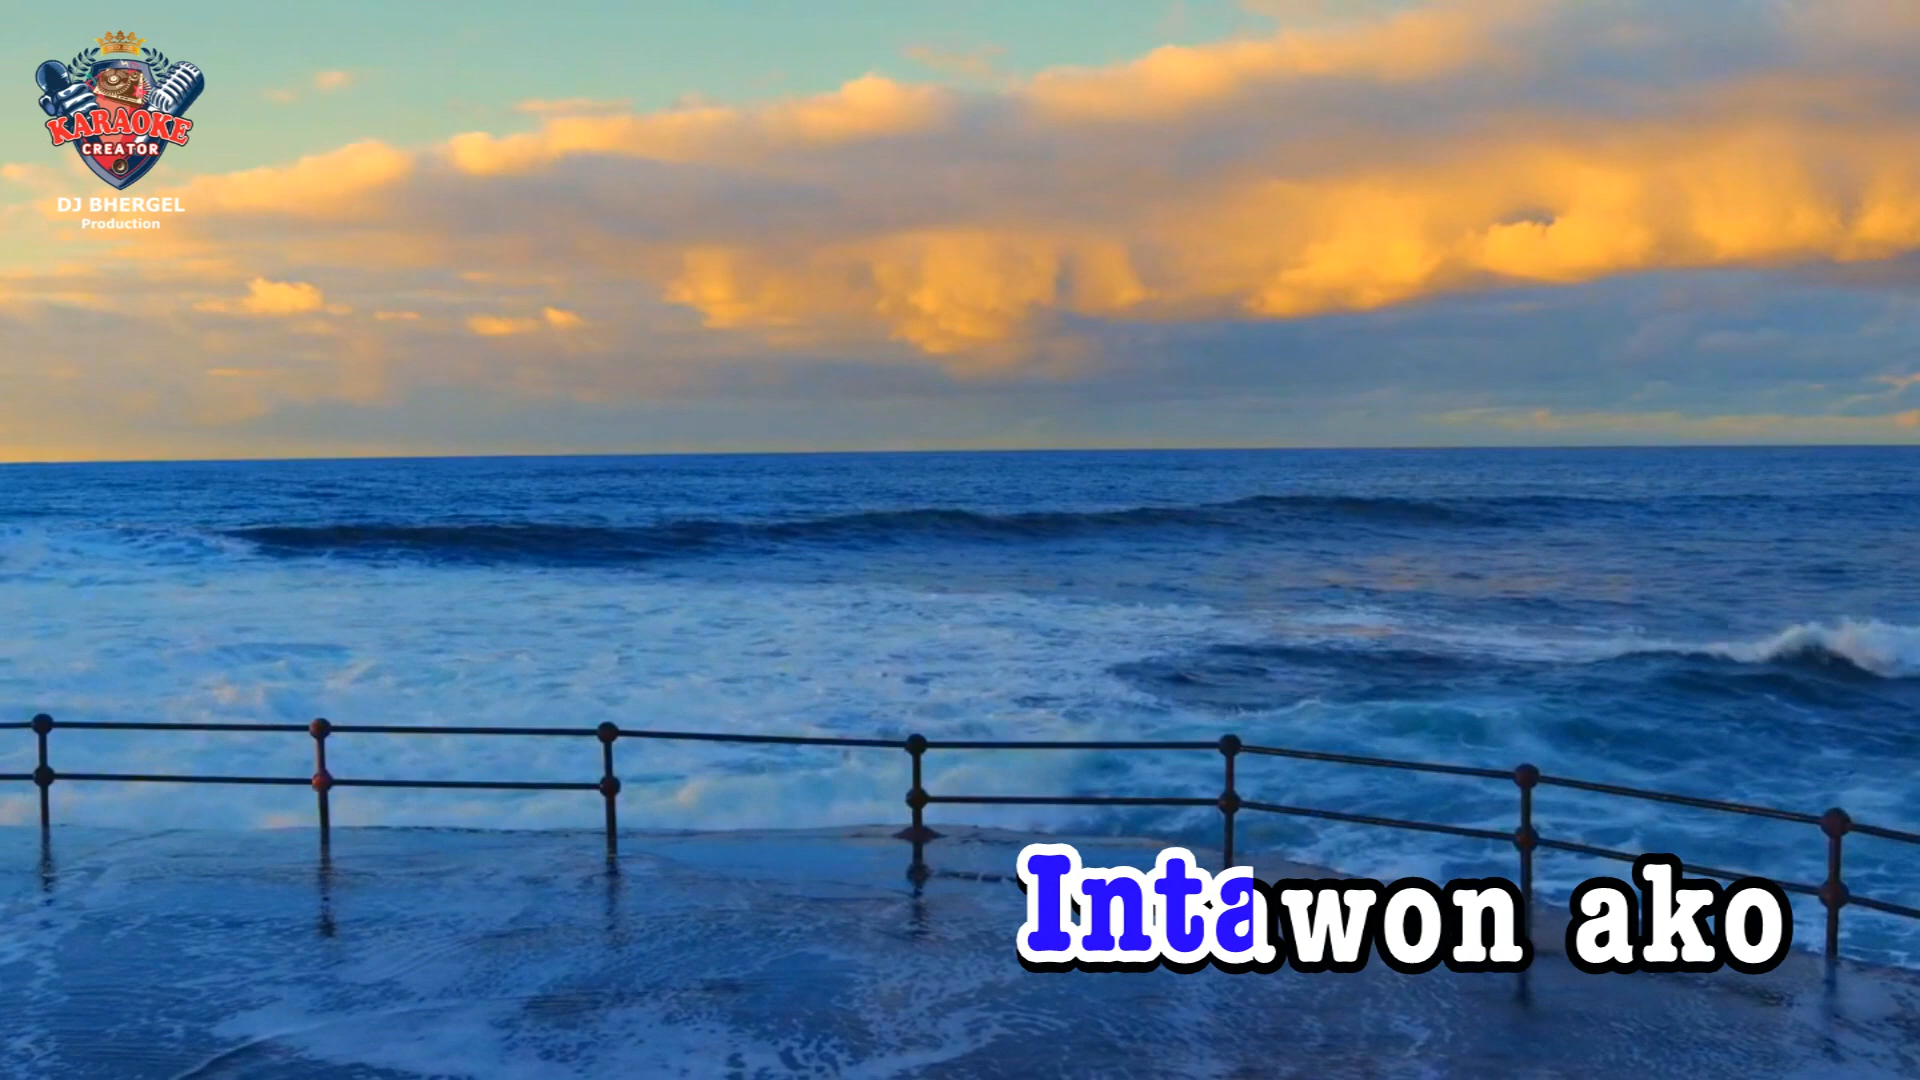 KARAOKE
CREATOR
DJ BHERGEL
Production
Intawon ako